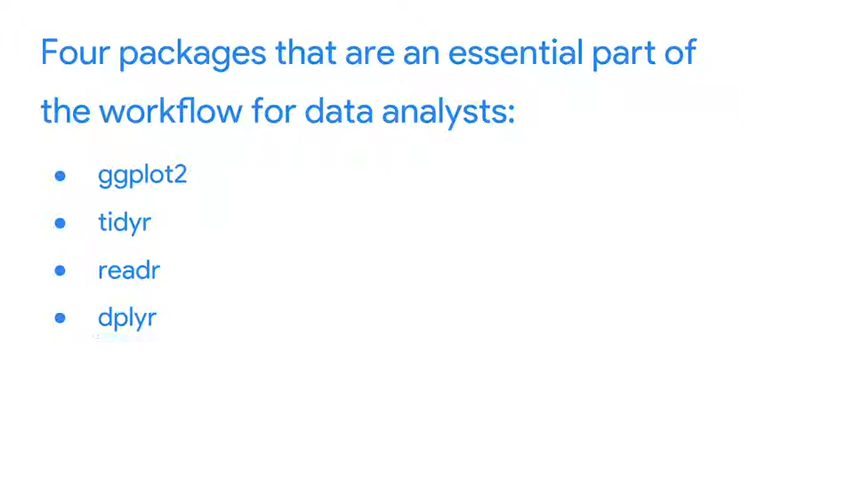 Four packages that are an essential part of
the workflow for data analysts:
● ggplot2
● tidyr
● readr
● dplyr